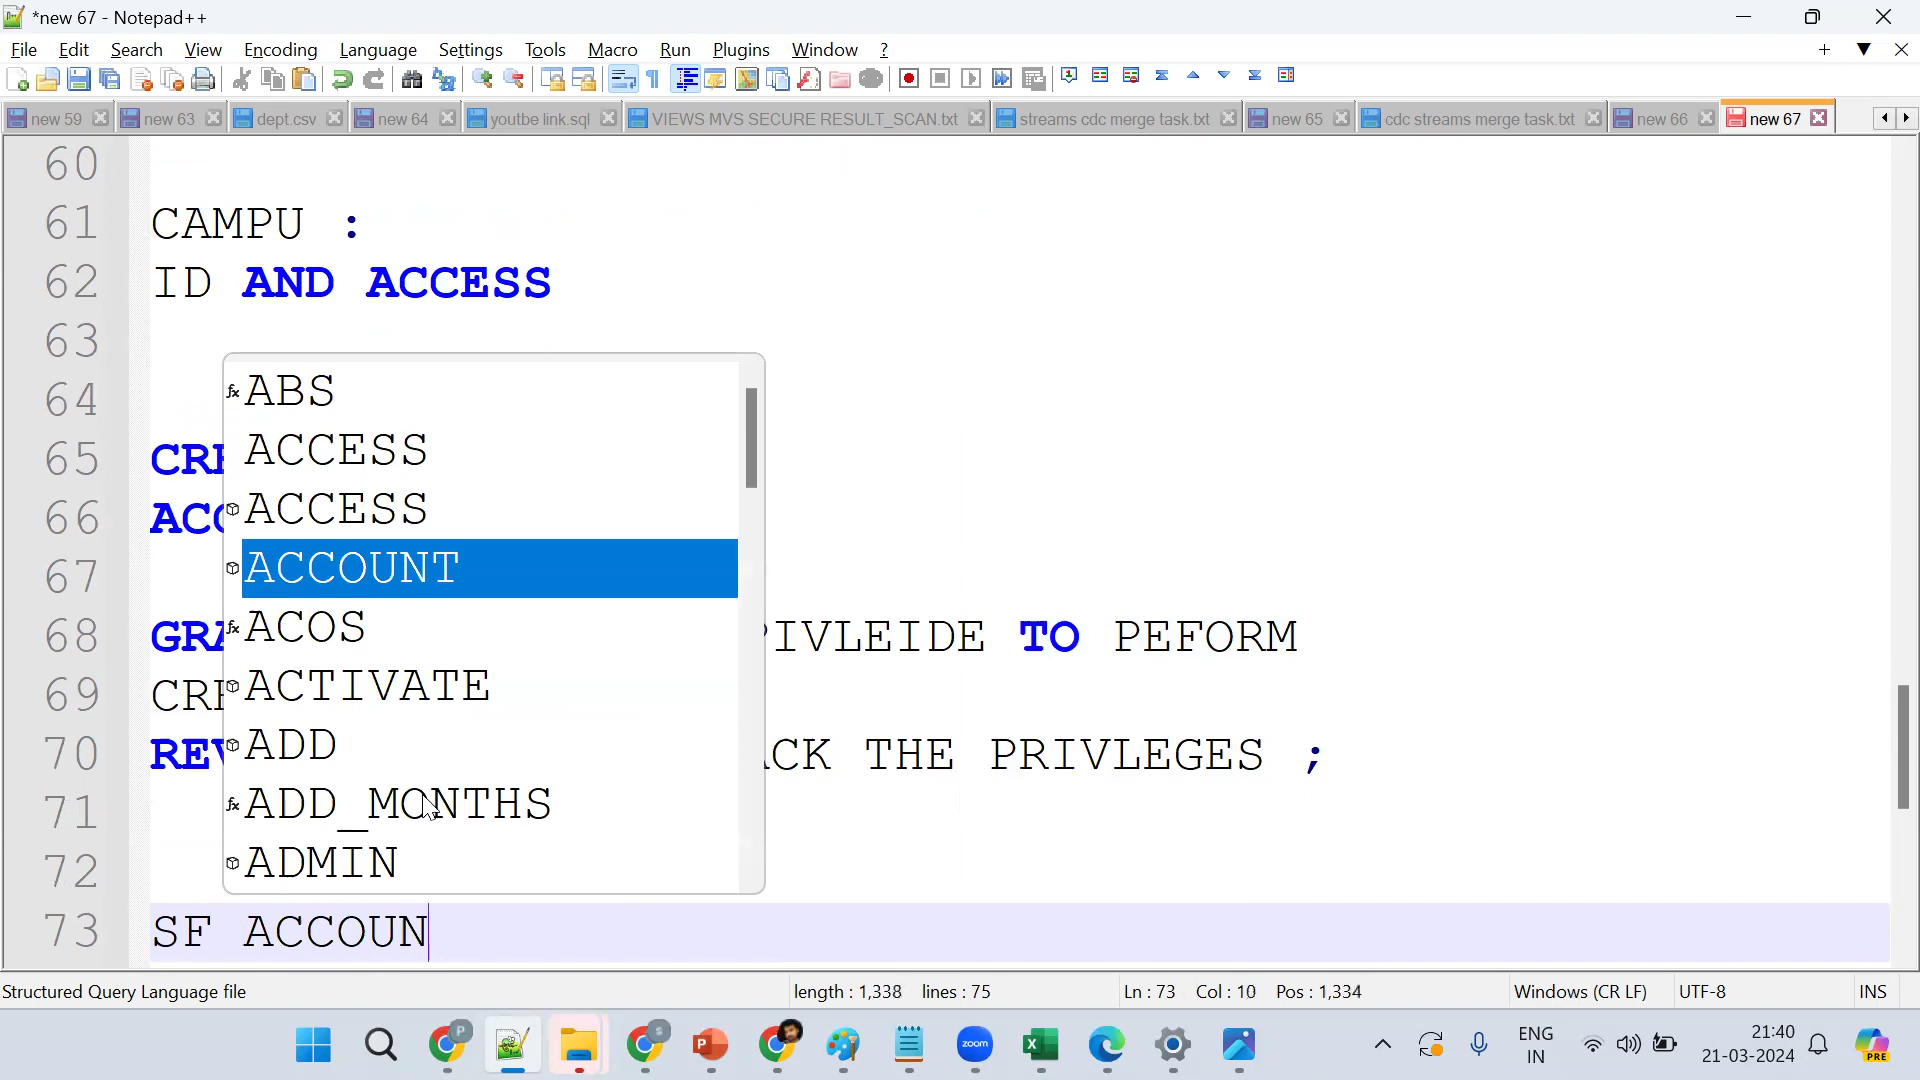 *new 67 - Notepad++
File Edit Search View Encoding Language Settings Tools Macro Run Plugins Window ?
new 59 new 63 dept.csv new 64 youtbe link.sql VIEWS MVS SECURE RESULT_SCAN.txt streams cdc merge task.txt new 65 cdc streams merge task.txt new 66 new 67
60
61 CAMPU :
62 ID AND ACCESS
63
64
65 CRE
66 ACC
67
68 GRA PIVLEIDE TO PEFORM
69 CRE
70 REV ACK THE PRIVLEGES ;
71
72
73 SF ACCOUN
ABS
ACCESS
ACCESS
ACCOUNT
ACOS
ACTIVATE
ADD
ADD_MONTHS
ADMIN
Structured Query Language file length : 1,338 lines : 75 Ln : 73 Col : 10 Pos : 1,334 Windows (CR LF) UTF-8 INS
P S zoom ENG IN 21:40 21-03-2024 PRE